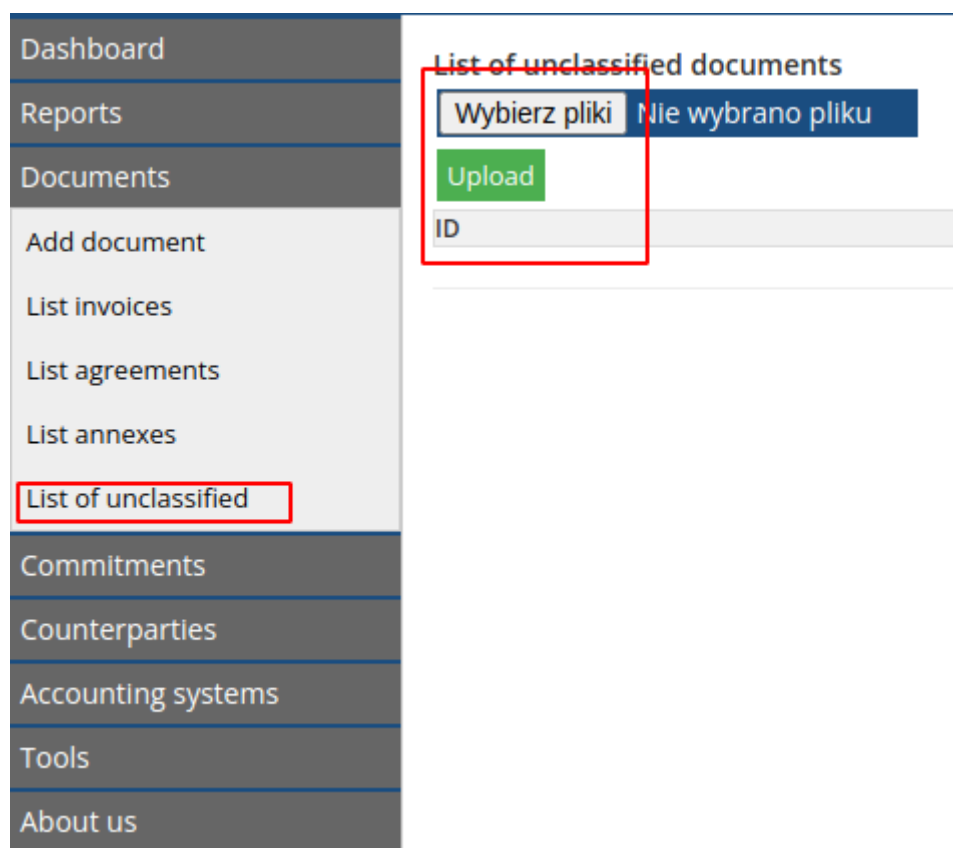 Dashboard
Reports
Documents
Add document
List invoices
List agreements
List annexes
List of unclassified
Commitments
Counterparties
Accounting systems
Tools
About us
List of unclassified documents
Wybierz pliki Nie wybrano pliku
Upload
ID